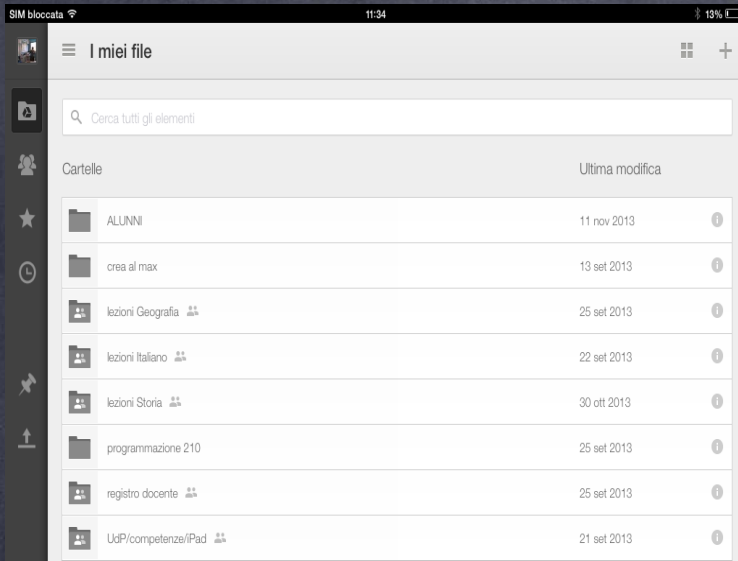 SIM bloccata 11:34 13%
I miei file
Cerca tutti gli elementi
Cartelle Ultima modifica
ALUNNI 11 nov 2013
crea al max 13 set 2013
lezioni Geografia 25 set 2013
lezioni Italiano 22 set 2013
lezioni Storia 30 ott 2013
programmazione 210 25 set 2013
registro docente 25 set 2013
UdP/competenze/iPad 21 set 2013